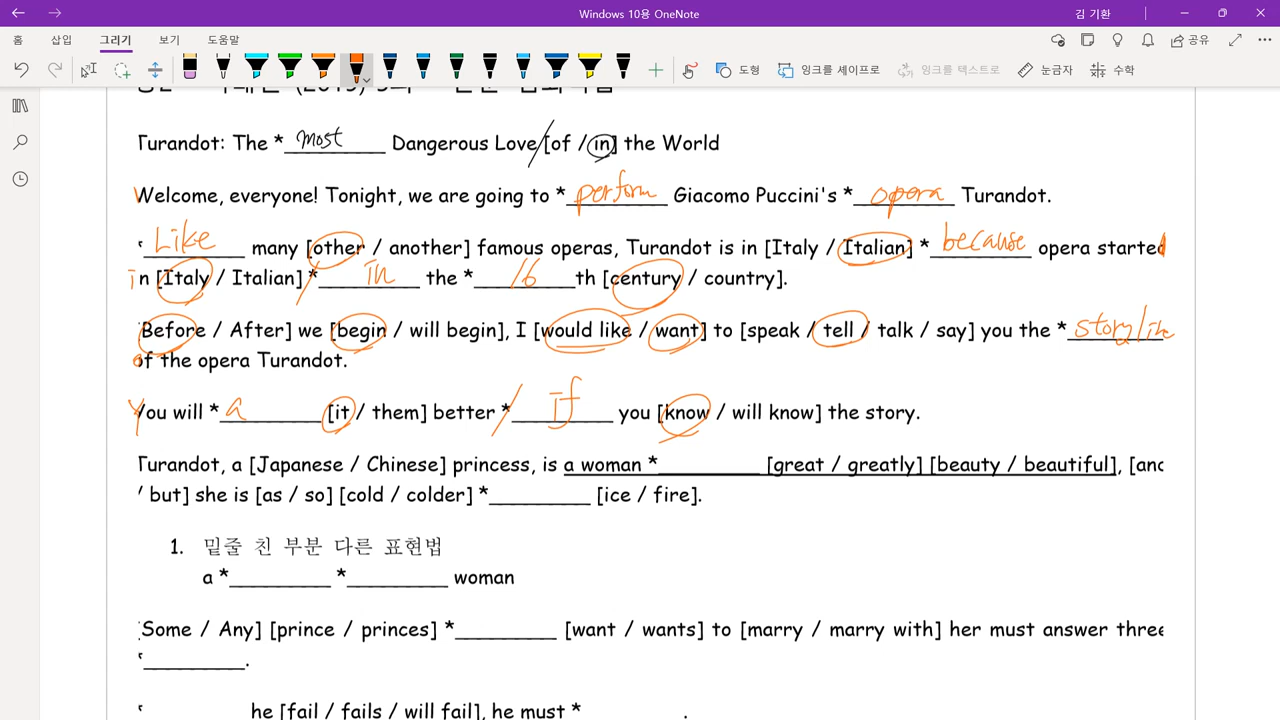 Windows 10용 OneNote
김 기환
홈 삽입 그리기 보기 도움말
공유
도형 잉크를 셰이프로 잉크를 텍스트로 눈금자 수학
Turandot: The *most Dangerous Love/[of / in] the World
Welcome, everyone! Tonight, we are going to *perform Giacomo Puccini's *opera Turandot.
Like many [other / another] famous operas, Turandot is in [Italy / Italian] *because opera started
in [Italy / Italian]/*in the *16th [century / country].
[Before / After] we [begin / will begin], I [would like / want] to [speak / tell / talk / say] you the *
of the opera Turandot.
You will *a [it / them] better /*if you [know / will know] the story.
Turandot, a [Japanese / Chinese] princess, is a woman *__________ [great / greatly] [beauty / beautiful], [and
/ but] she is [as / so] [cold / colder] *__________ [ice / fire].
1. 밑줄 친 부분 다른 표현법
a *__________ *__________ woman
[Some / Any] [prince / princes] *__________ [want / wants] to [marry / marry with] her must answer three
*__________.
he [fail / fails / will fail], he must * .